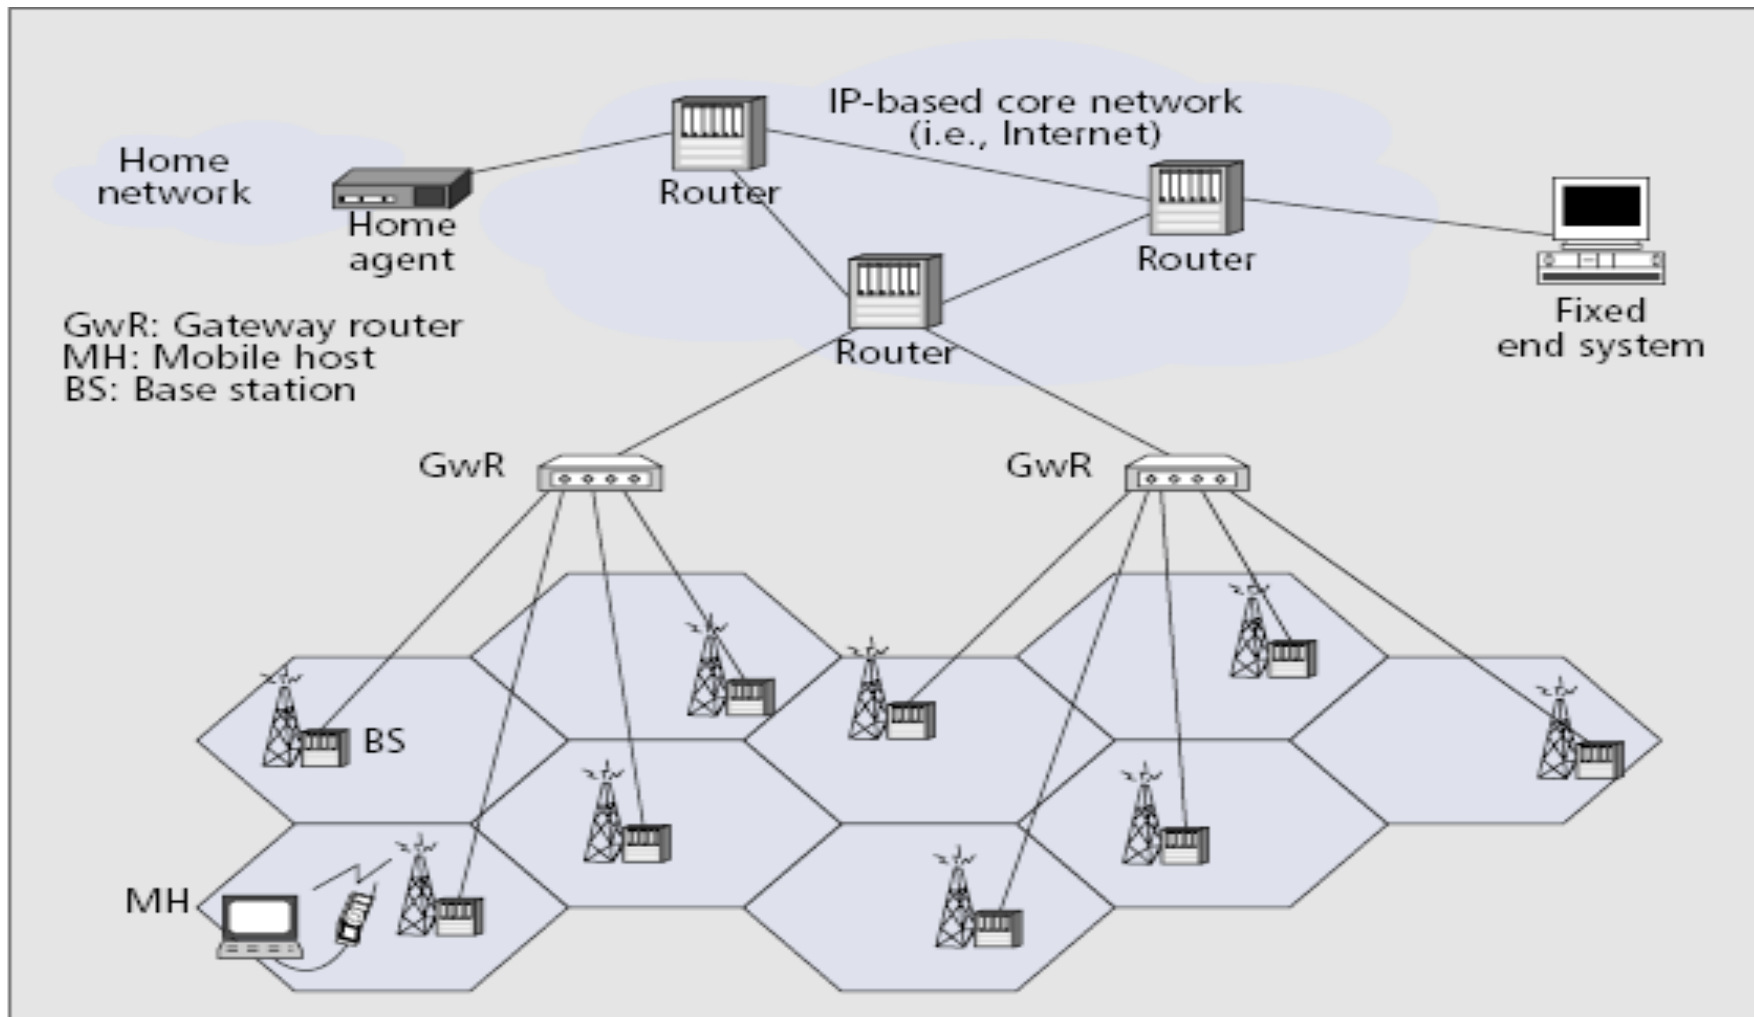 IP-based core network
(i.e., Internet)
Home
network
Router
Home
agent
Router
Fixed
end system
GwR: Gateway router
MH: Mobile host
BS: Base station
Router
GwR
GwR
BS
MH